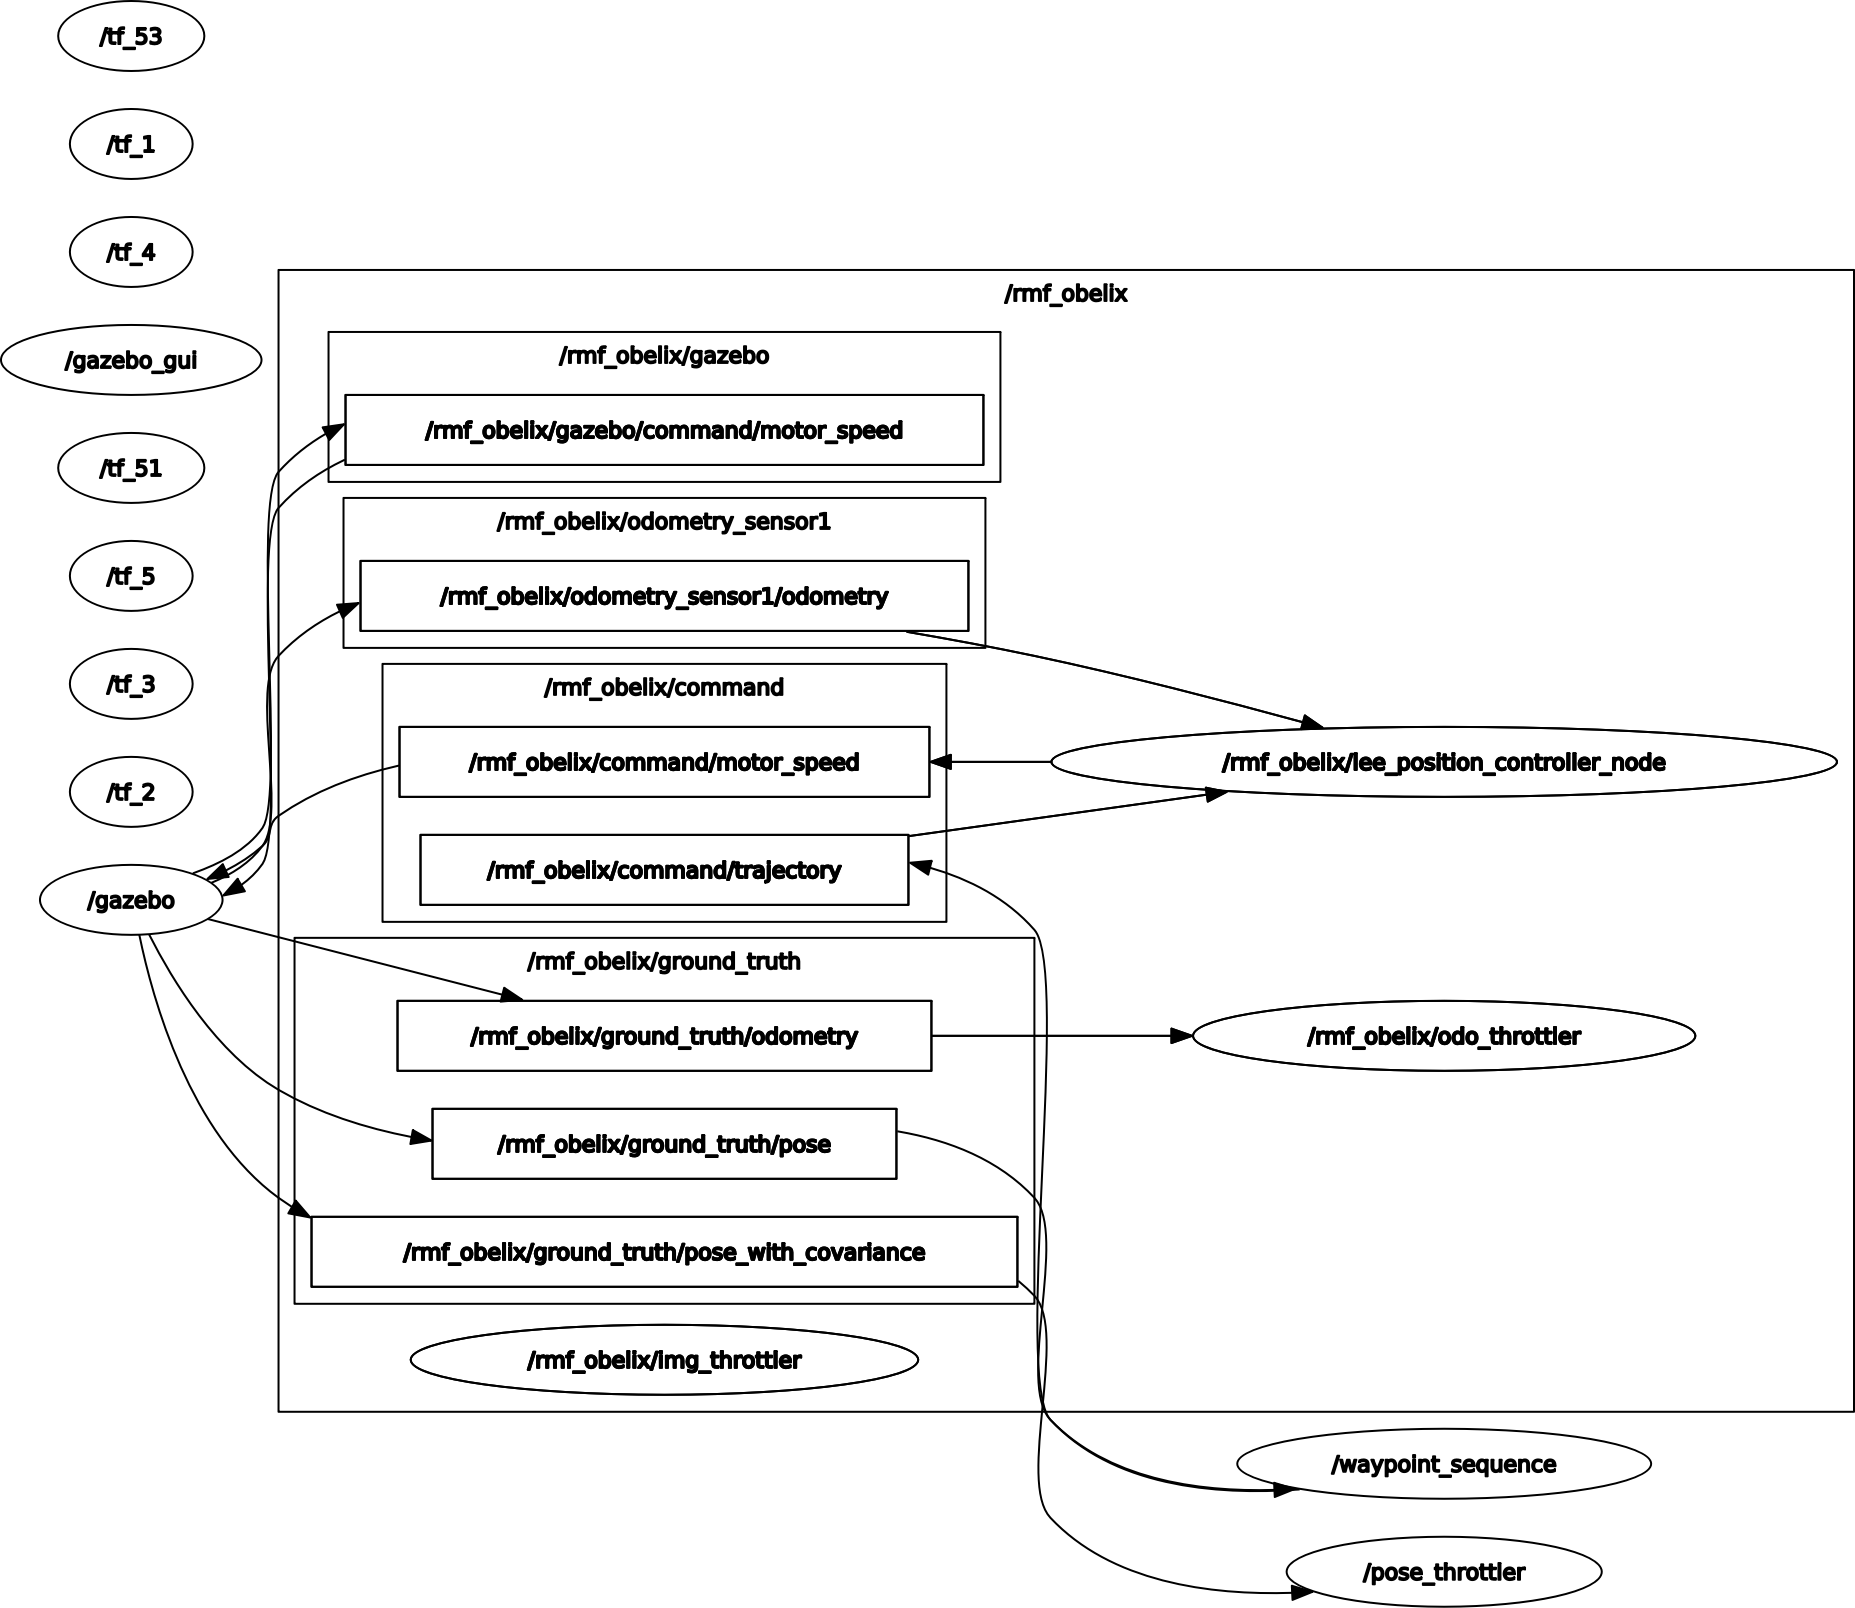 /tf_53
/tf_1
/tf_4
/gazebo_gui
/tf_51
/tf_5
/tf_3
/tf_2
/gazebo
/rmf_obelix
/rmf_obelix/gazebo
/rmf_obelix/gazebo/command/motor_speed
/rmf_obelix/odometry_sensor1
/rmf_obelix/odometry_sensor1/odometry
/rmf_obelix/command
/rmf_obelix/command/motor_speed
/rmf_obelix/lee_position_controller_node
/rmf_obelix/command/trajectory
/rmf_obelix/ground_truth
/rmf_obelix/ground_truth/odometry
/rmf_obelix/odo_throttler
/rmf_obelix/ground_truth/pose
/rmf_obelix/ground_truth/pose_with_covariance
/rmf_obelix/img_throttler
/waypoint_sequence
/pose_throttler